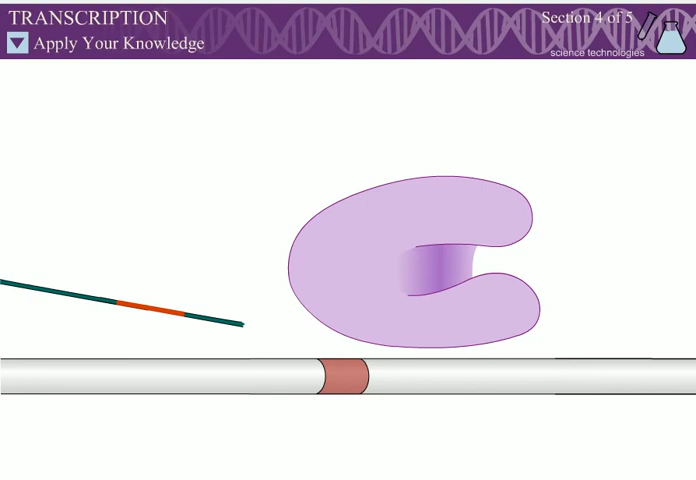 TRANSCRIPTION
Section 4 of 5
Apply Your Knowledge
science technologies